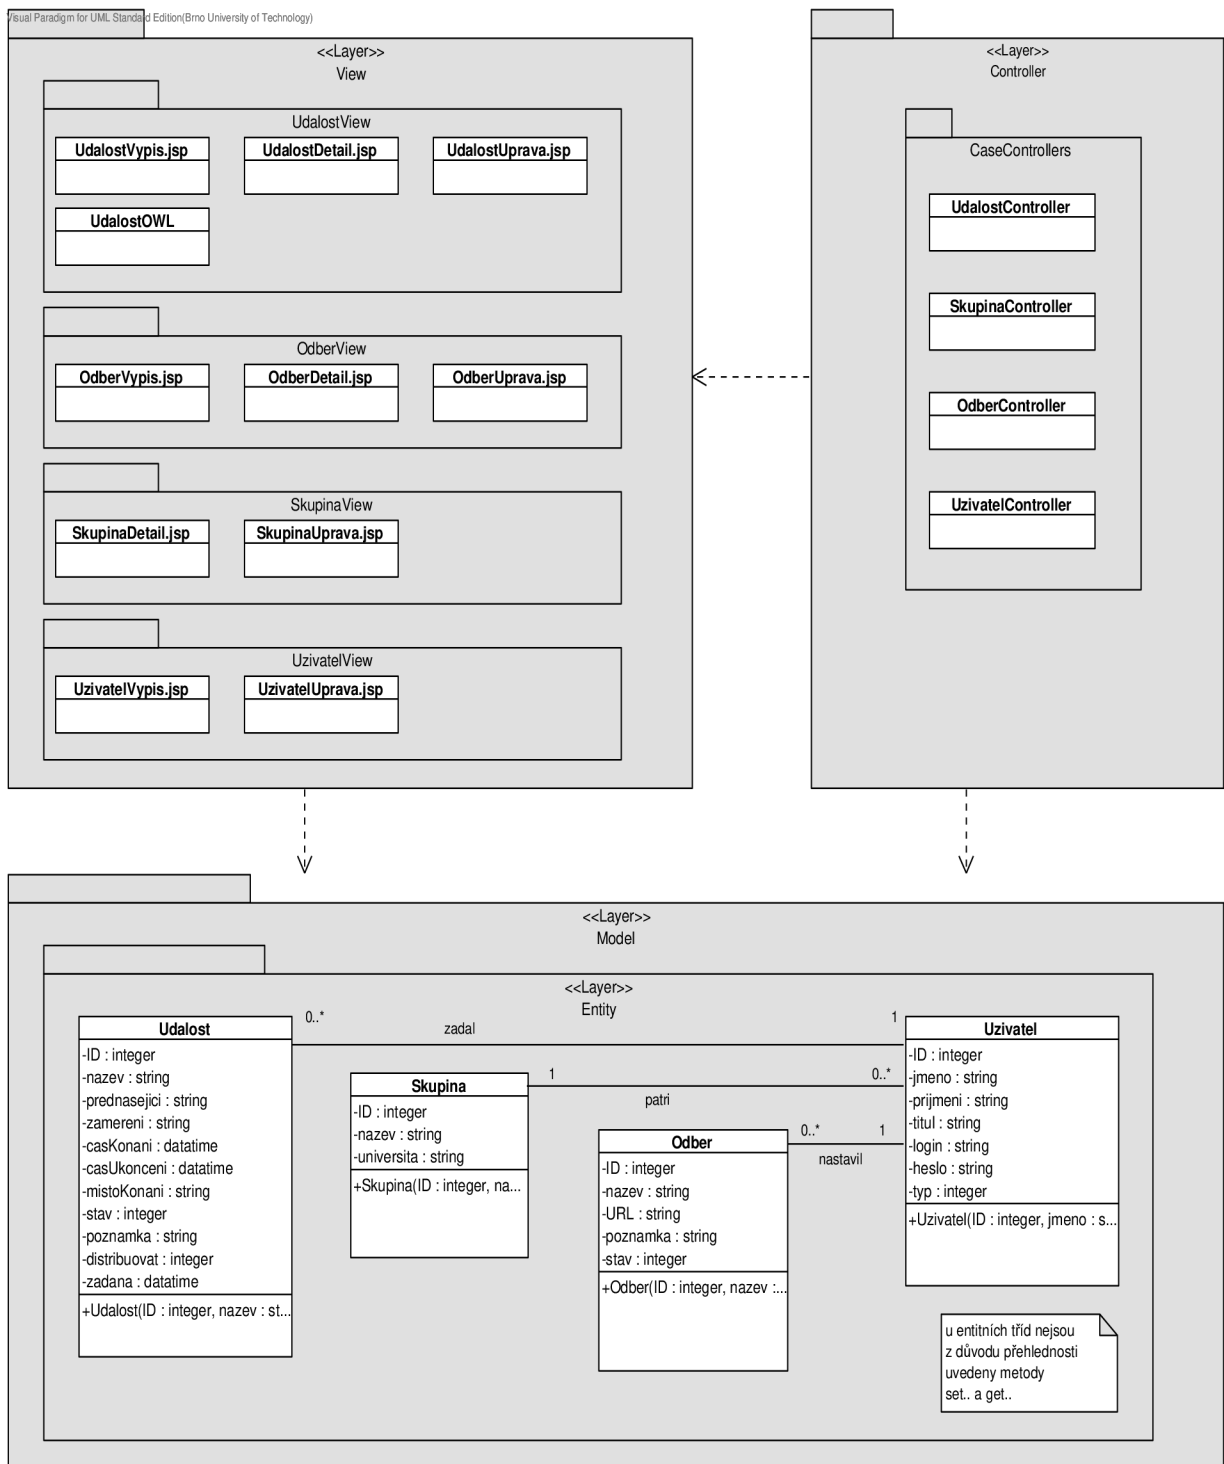 Visual Paradigm for UML Standard Edition(Brno University of Technology)
<<Layer>>
View
UdalostView
UdalostVypis.jsp
UdalostDetail.jsp
UdalostUprava.jsp
UdalostOWL
OdberView
OdberVypis.jsp
OdberDetail.jsp
OdberUprava.jsp
SkupinaView
SkupinaDetail.jsp
SkupinaUprava.jsp
UzivatelView
UzivatelVypis.jsp
UzivatelUprava.jsp
<<Layer>>
Controller
CaseControllers
UdalostController
SkupinaController
OdberController
UzivatelController
<<Layer>>
Model
<<Layer>>
Entity
Udalost
-ID : integer
-nazev : string
-prednasejici : string
-zamereni : string
-casKonani : datatime
-casUkonceni : datatime
-mistoKonani : string
-stav : integer
-poznamka : string
-distribuovat : integer
-zadana : datatime
+Udalost(ID : integer, nazev : st...
0..*
zadal
1
Skupina
-ID : integer
-nazev : string
-universita : string
+Skupina(ID : integer, na...
1
patri
0..*
Odber
-ID : integer
-nazev : string
-URL : string
-poznamka : string
-stav : integer
+Odber(ID : integer, nazev :...
0..*
1
nastavil
Uzivatel
-ID : integer
-jmeno : string
-prijmeni : string
-titul : string
-login : string
-heslo : string
-typ : integer
+Uzivatel(ID : integer, jmeno : s...
u entitních tříd nejsou
z důvodu přehlednosti
uvedeny metody
set.. a get..